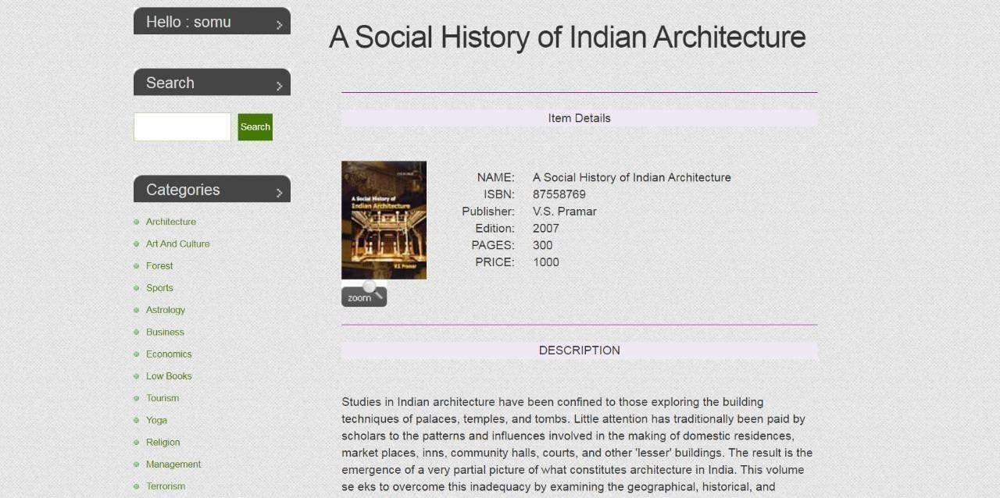 Hello : somu
Search
Search
Categories
Architecture
Art And Culture
Forest
Sports
Astrology
Business
Economics
Low Books
Tourism
Yoga
Religion
Management
Terrorism
A Social History of Indian Architecture
Item Details
A Social History of
Indian Architecture
V.S. Pramar
zoom
NAME: A Social History of Indian Architecture
ISBN: 87558769
Publisher: V.S. Pramar
Edition: 2007
PAGES: 300
PRICE: 1000
DESCRIPTION
Studies in Indian architecture have been confined to those exploring the building
techniques of palaces, temples, and tombs. Little attention has traditionally been paid by
scholars to the patterns and influences involved in the making of domestic residences,
market places, inns, community halls, courts, and other 'lesser' buildings. The result is the
emergence of a very partial picture of what constitutes architecture in India. This volume
se eks to overcome this inadequacy by examining the geographical, historical, and